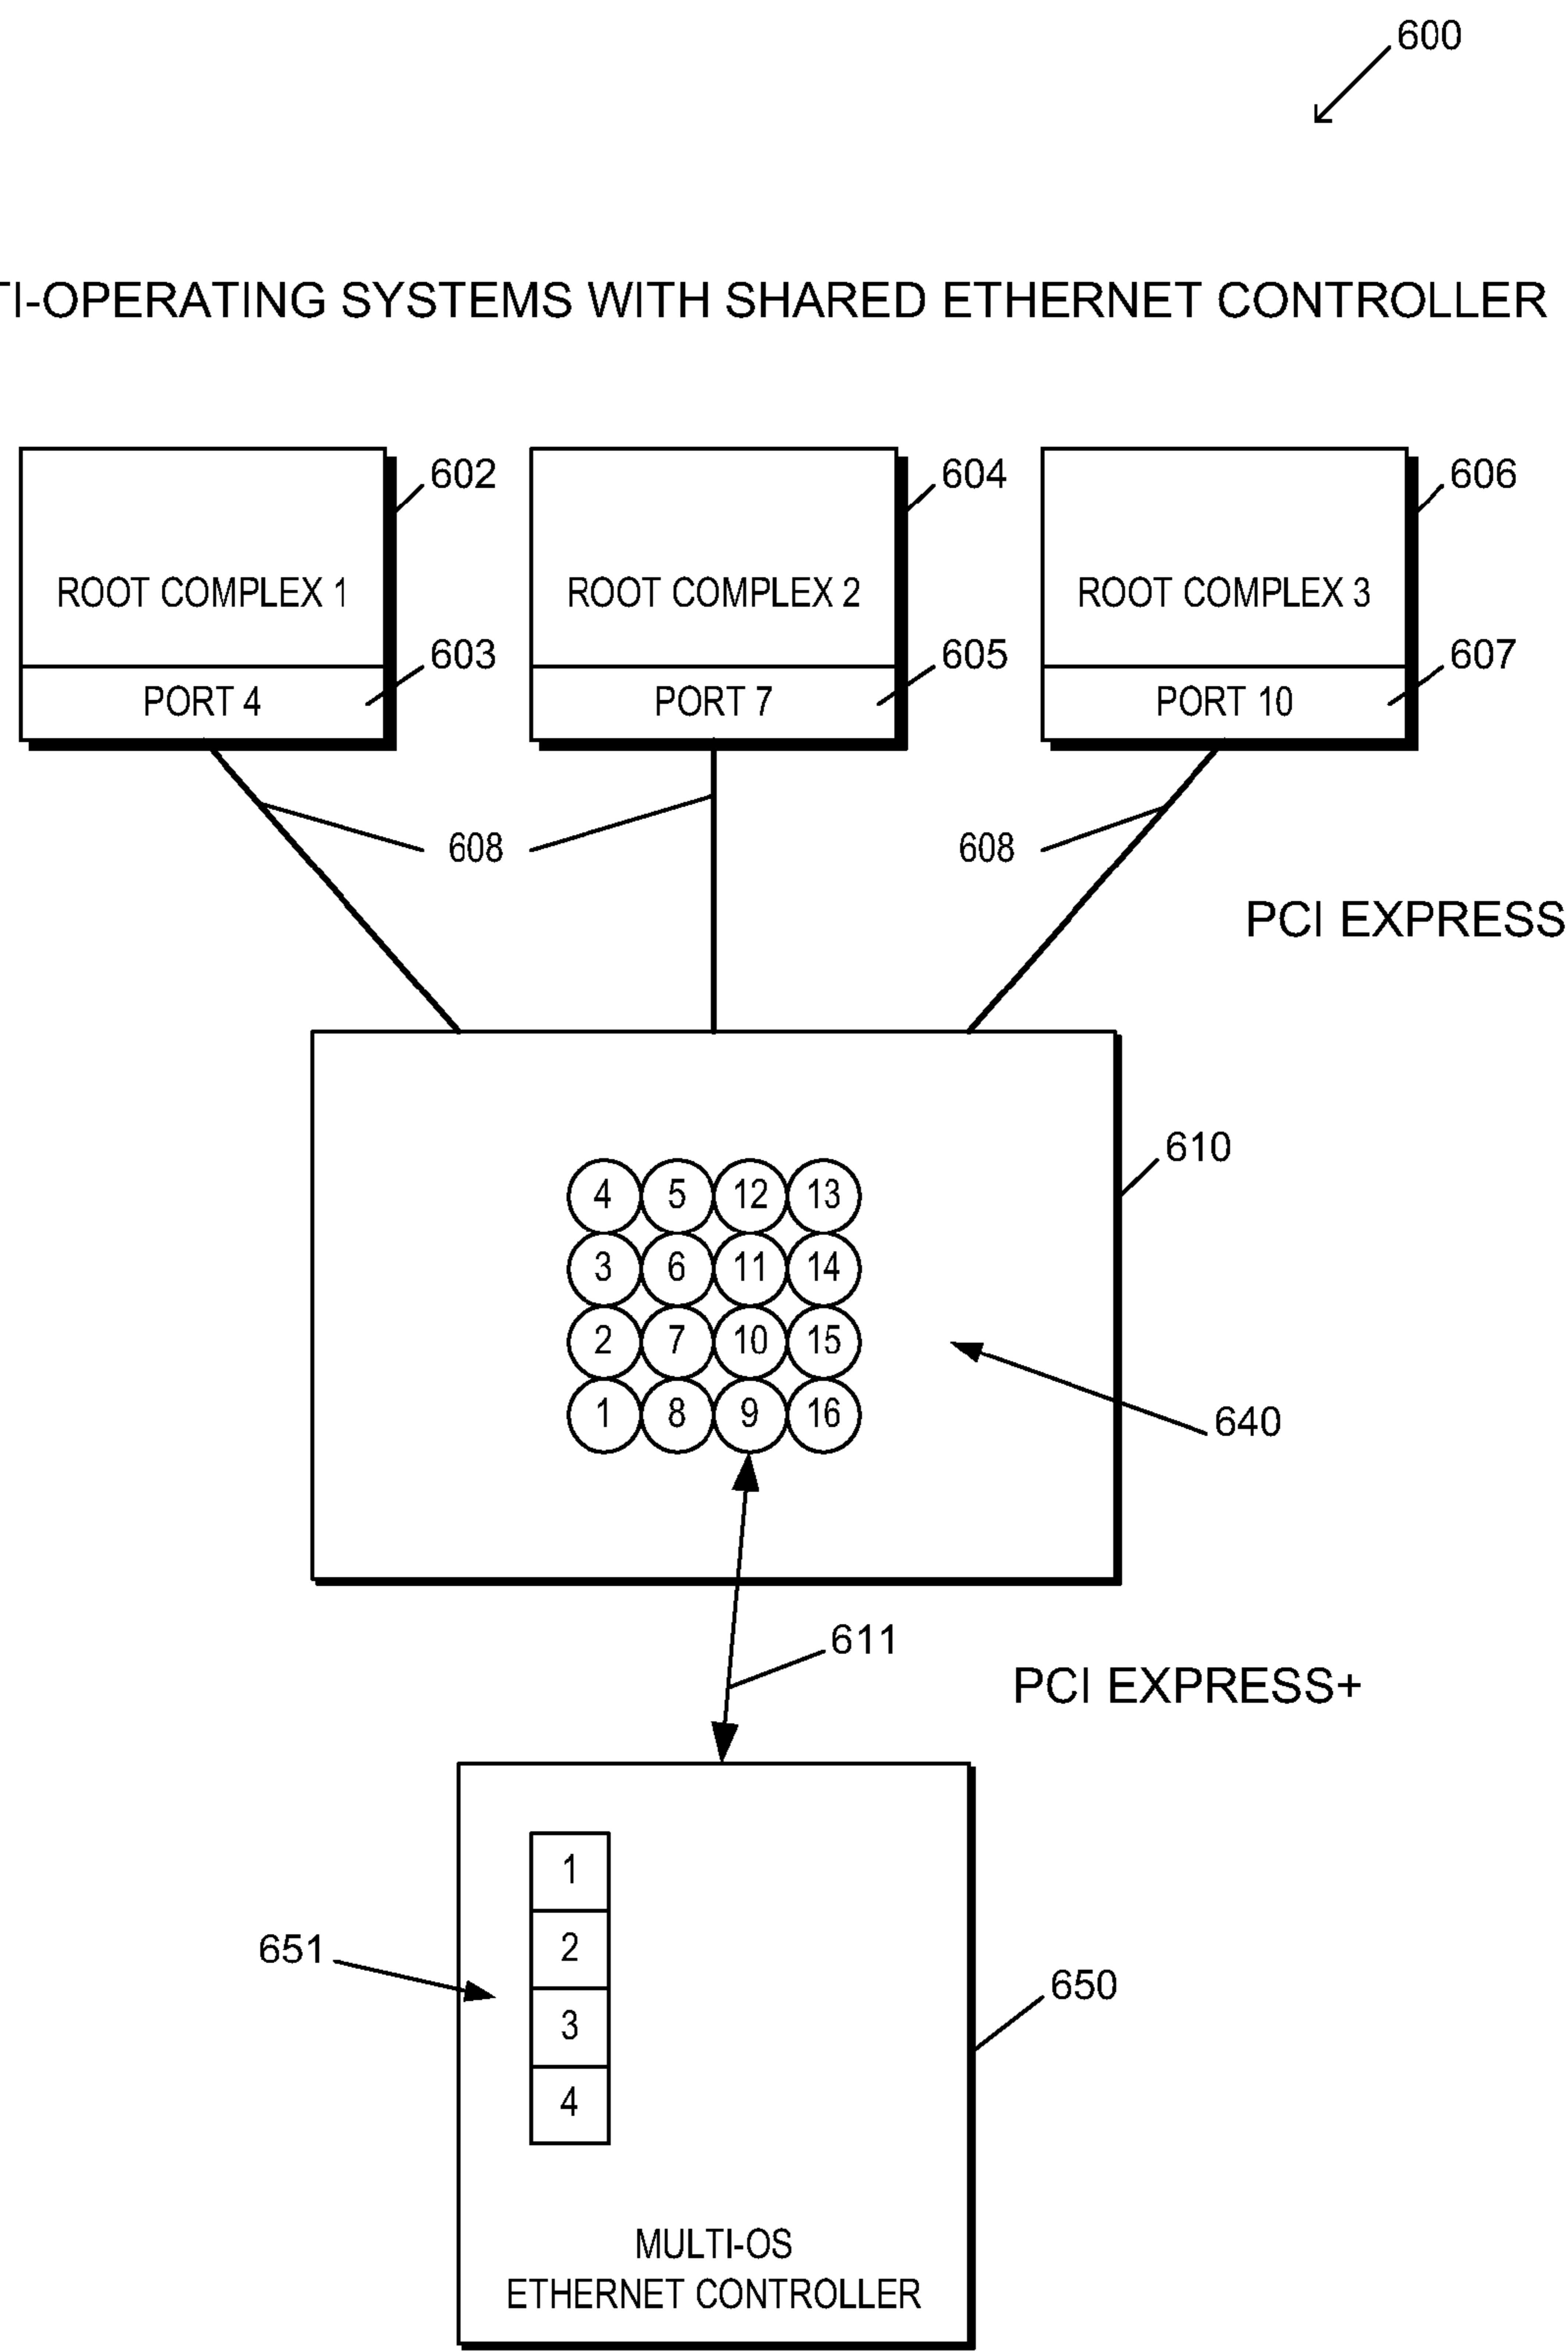 600
TI-OPERATING SYSTEMS WITH SHARED ETHERNET CONTROLLER
602
604
606
ROOT COMPLEX 1
ROOT COMPLEX 2
ROOT COMPLEX 3
603
605
607
PORT 4
PORT 7
PORT 10
608
608
PCI EXPRESS
610
4 5 12 13
3 6 11 14
2 7 10 15
1 8 9 16
640
611
PCI EXPRESS+
1
651
2
650
3
4
MULTI-OS
ETHERNET CONTROLLER